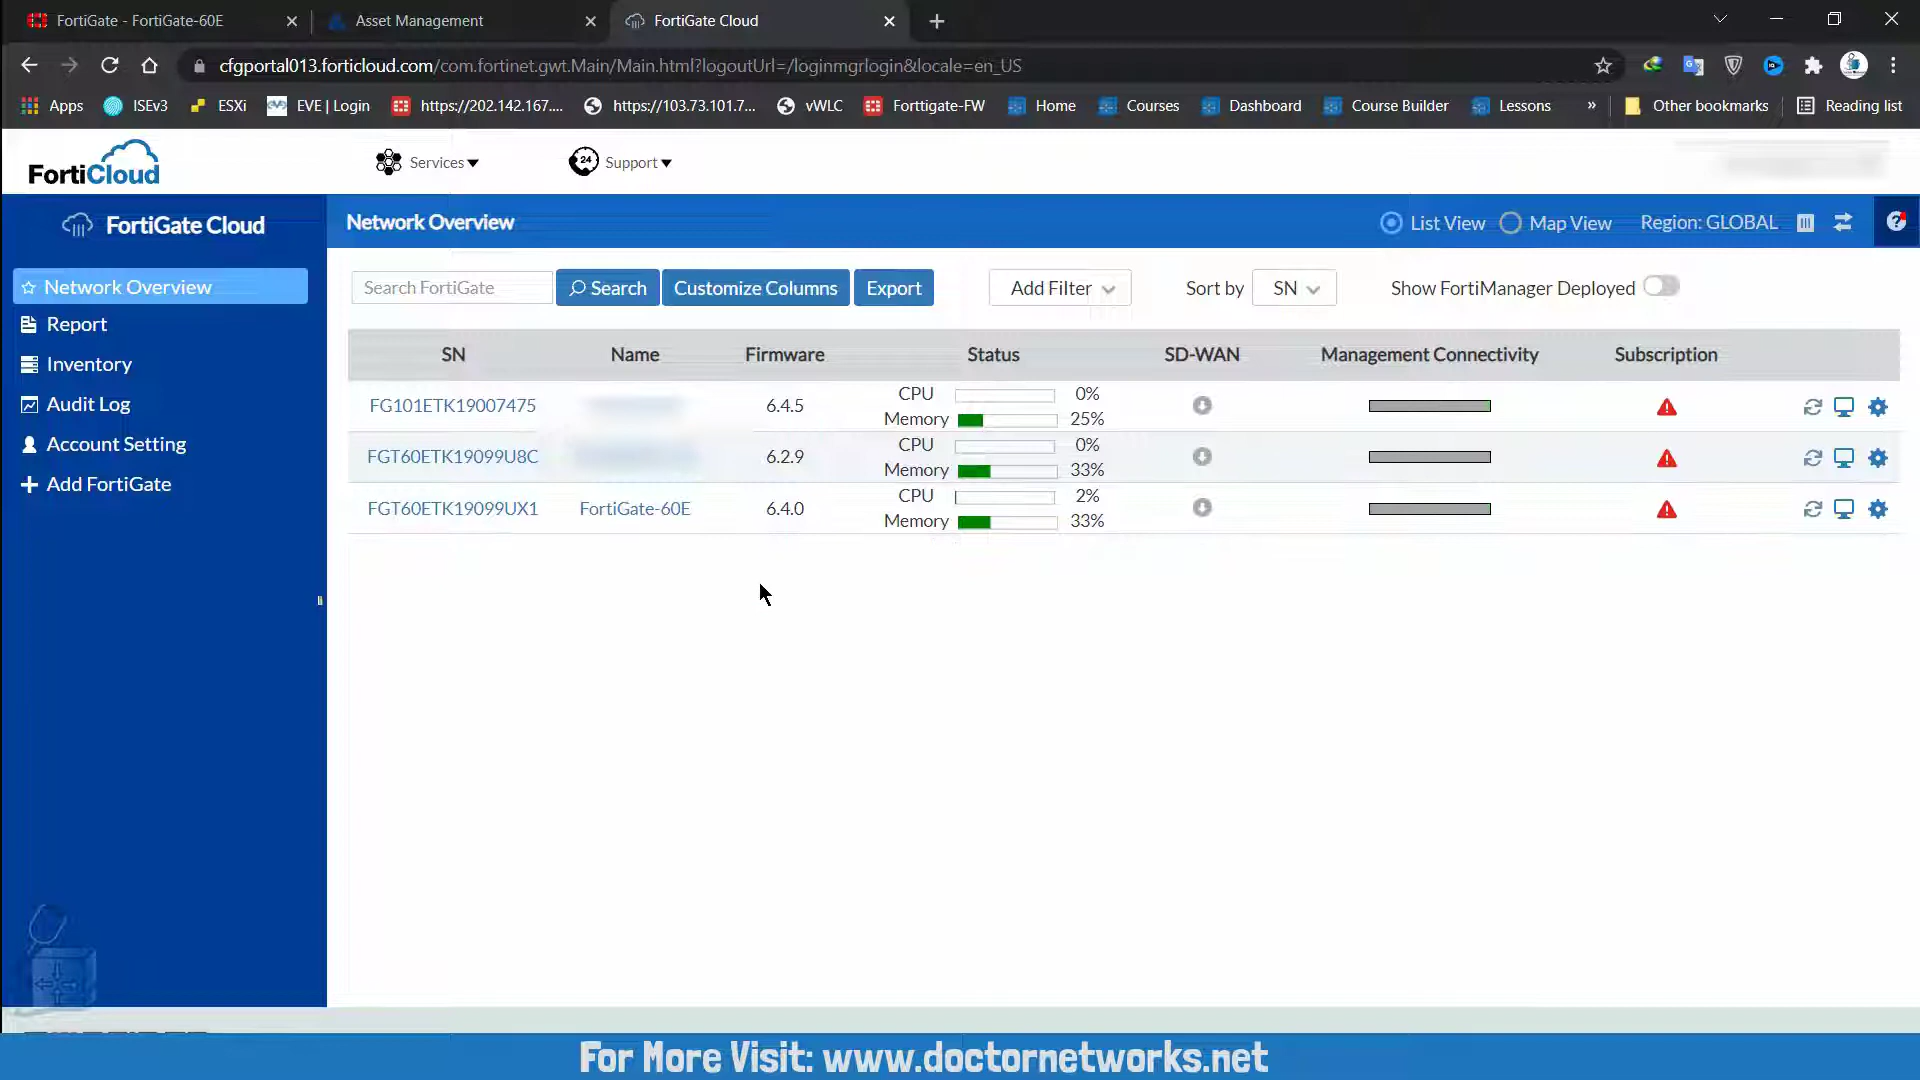 FortiGate - FortiGate-60E
Asset Management
FortiGate Cloud
cfgportal013.forticloud.com/com.fortinet.gwt.Main/Main.html?logoutUrl=/loginmgrlogin&locale=en_US
Apps ISEv3 ESXi EVE | Login https://202.142.167.... https://103.73.101.7... vWLC Forttigate-FW Home Courses Dashboard Course Builder Lessons » Other bookmarks Reading list
FortiCloud
Services
24
Support
FortiGate Cloud
Network Overview
List View Map View Region: GLOBAL
Network Overview
Report
Inventory
Audit Log
Account Setting
Add FortiGate
Search FortiGate Search Customize Columns Export Add Filter Sort by SN Show FortiManager Deployed
SN Name Firmware Status SD-WAN Management Connectivity Subscription
FG101ETK19007475 6.4.5 CPU 0%
Memory 25%
FGT60ETK19099U8C 6.2.9 CPU 0%
Memory 33%
FGT60ETK19099UX1 FortiGate-60E 6.4.0 CPU 2%
Memory 33%
For More Visit: www.doctornetworks.net